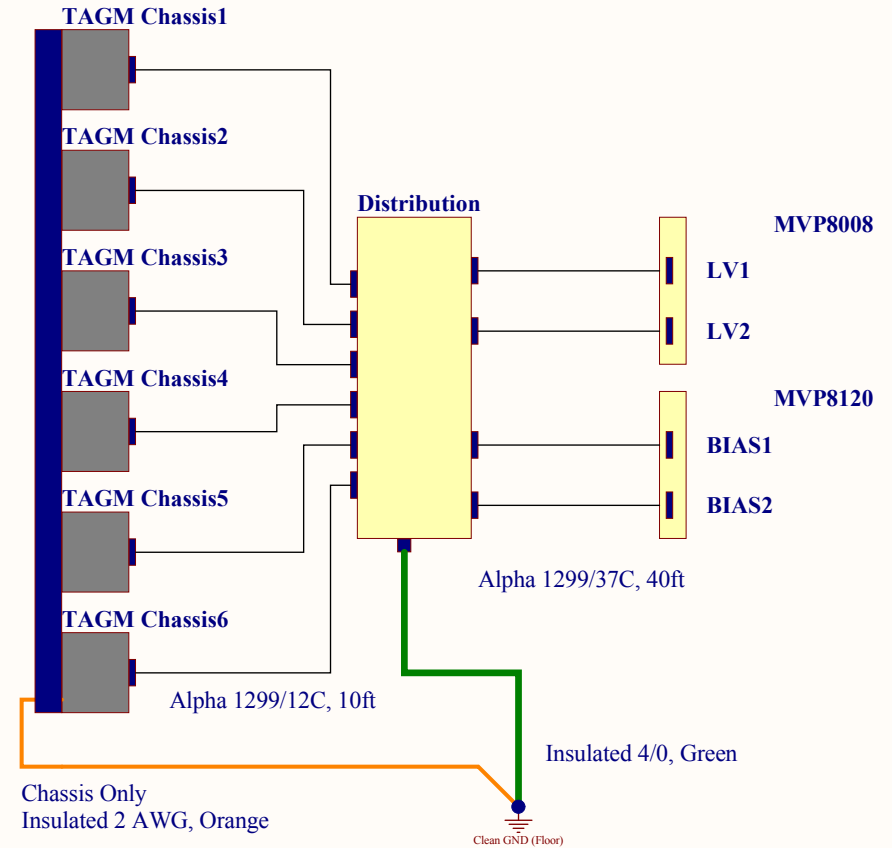 TAGM Chassis1
TAGM Chassis2
Distribution
MVP8008
TAGM Chassis3
LV1
LV2
TAGM Chassis4
MVP8120
BIAS1
TAGM Chassis5
BIAS2
Alpha 1299/37C, 40ft
TAGM Chassis6
Alpha 1299/12C, 10ft
Insulated 4/0, Green
Chassis Only
Insulated 2 AWG, Orange
Clean GND (Floor)